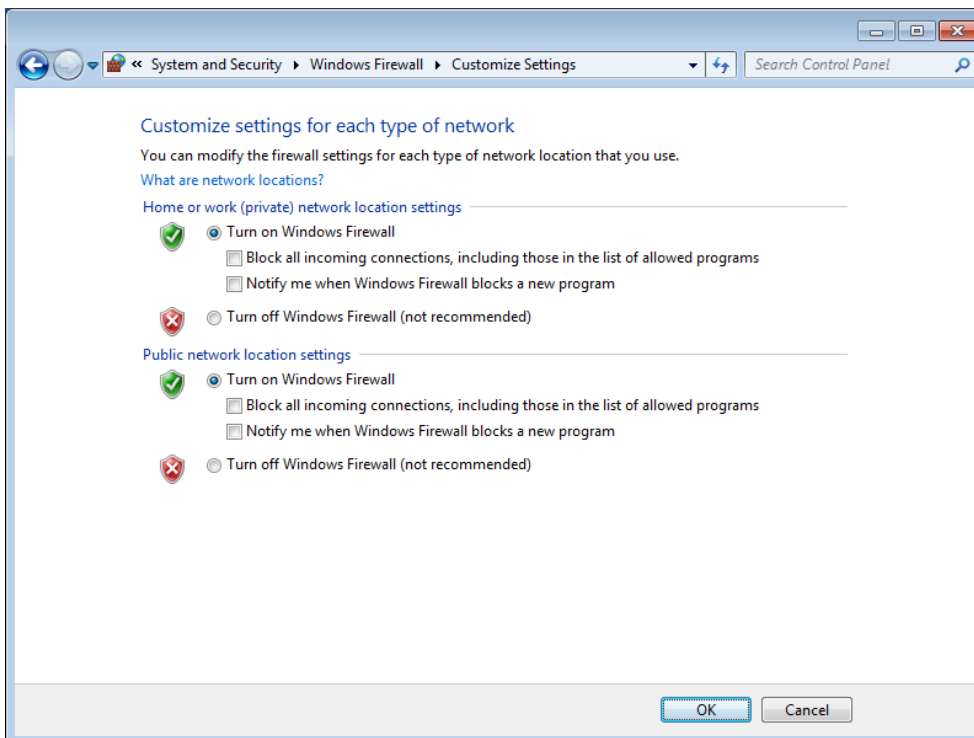 « System and Security ▸ Windows Firewall ▸ Customize Settings
Search Control Panel
Customize settings for each type of network
You can modify the firewall settings for each type of network location that you use.
What are network locations?
Home or work (private) network location settings
Turn on Windows Firewall
Block all incoming connections, including those in the list of allowed programs
Notify me when Windows Firewall blocks a new program
Turn off Windows Firewall (not recommended)
Public network location settings
Turn on Windows Firewall
Block all incoming connections, including those in the list of allowed programs
Notify me when Windows Firewall blocks a new program
Turn off Windows Firewall (not recommended)
OK
Cancel